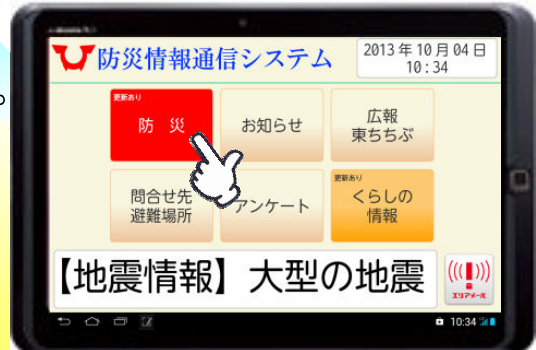 。
防災情報通信システム
2013年10月04日
10:34
更新あり
防 災
お知らせ
広報
東ちちぶ
問合せ先
避難場所
アンケート
更新あり
くらしの
情報
【地震情報】大型の地震
エリアメール
10:34